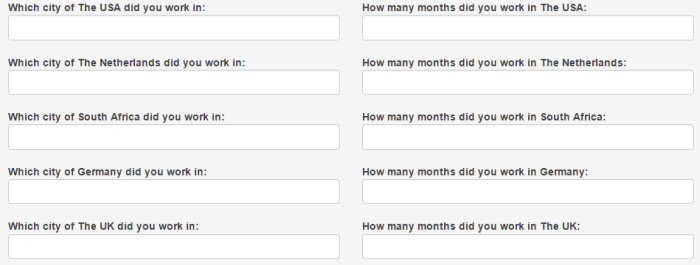 Which city of The USA did you work in: How many months did you work in The USA:
Which city of The Netherlands did you work in: How many months did you work in The Netherlands:
Which city of South Africa did you work in: How many months did you work in South Africa:
Which city of Germany did you work in: How many months did you work in Germany:
Which city of The UK did you work in: How many months did you work in The UK: